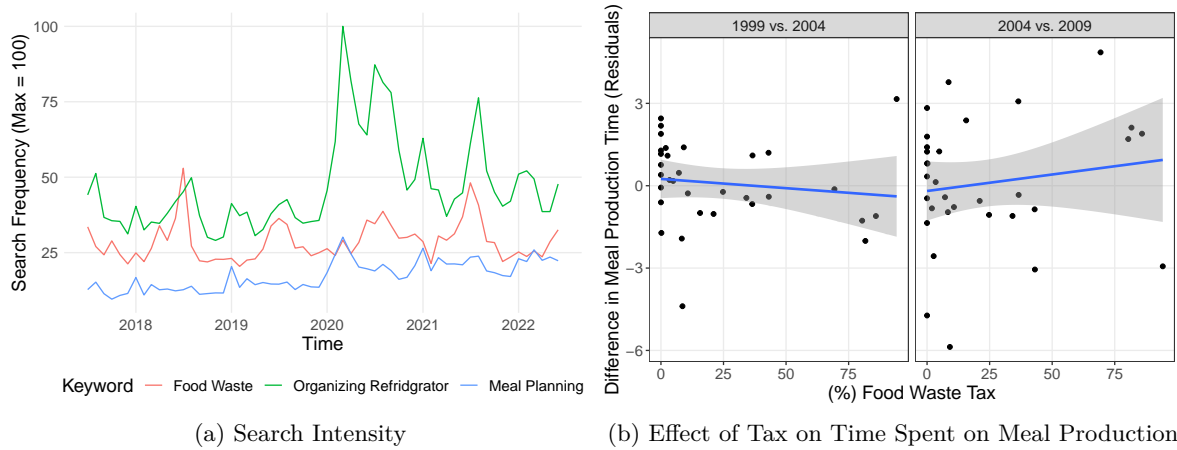 Search Frequency (Max = 100)
100
75
50
25
2018
2019
2020
2021
2022
Time
Keyword
Food Waste
Organizing Refridgrator
Meal Planning
(a) Search Intensity
Difference in Meal Production Time (Residuals)
1999 vs. 2004
2004 vs. 2009
3
0
−3
−6
0
25
50
75
0
25
50
75
(%) Food Waste Tax
(b) Effect of Tax on Time Spent on Meal Production